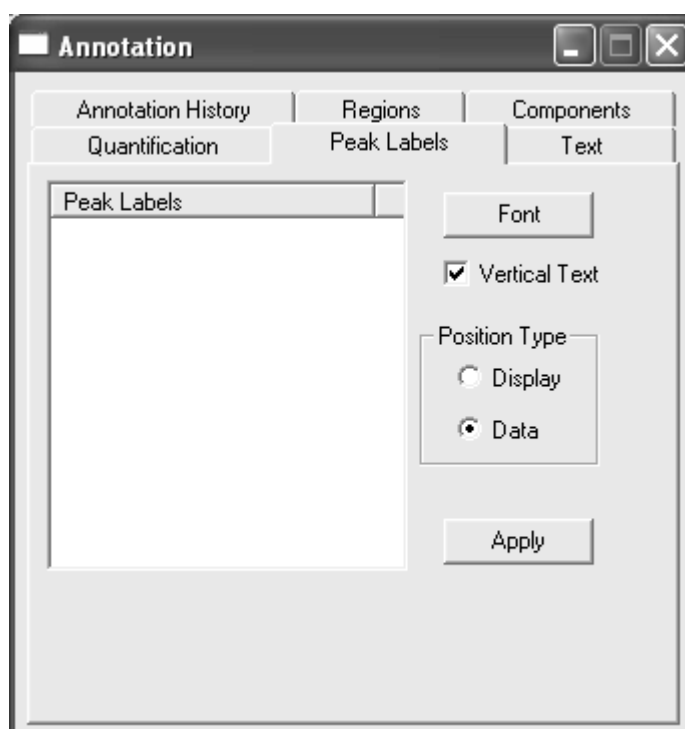 Annotation
Annotation History Regions Components
Quantification Peak Labels Text
Peak Labels
Font
Vertical Text
Position Type
Display
Data
Apply